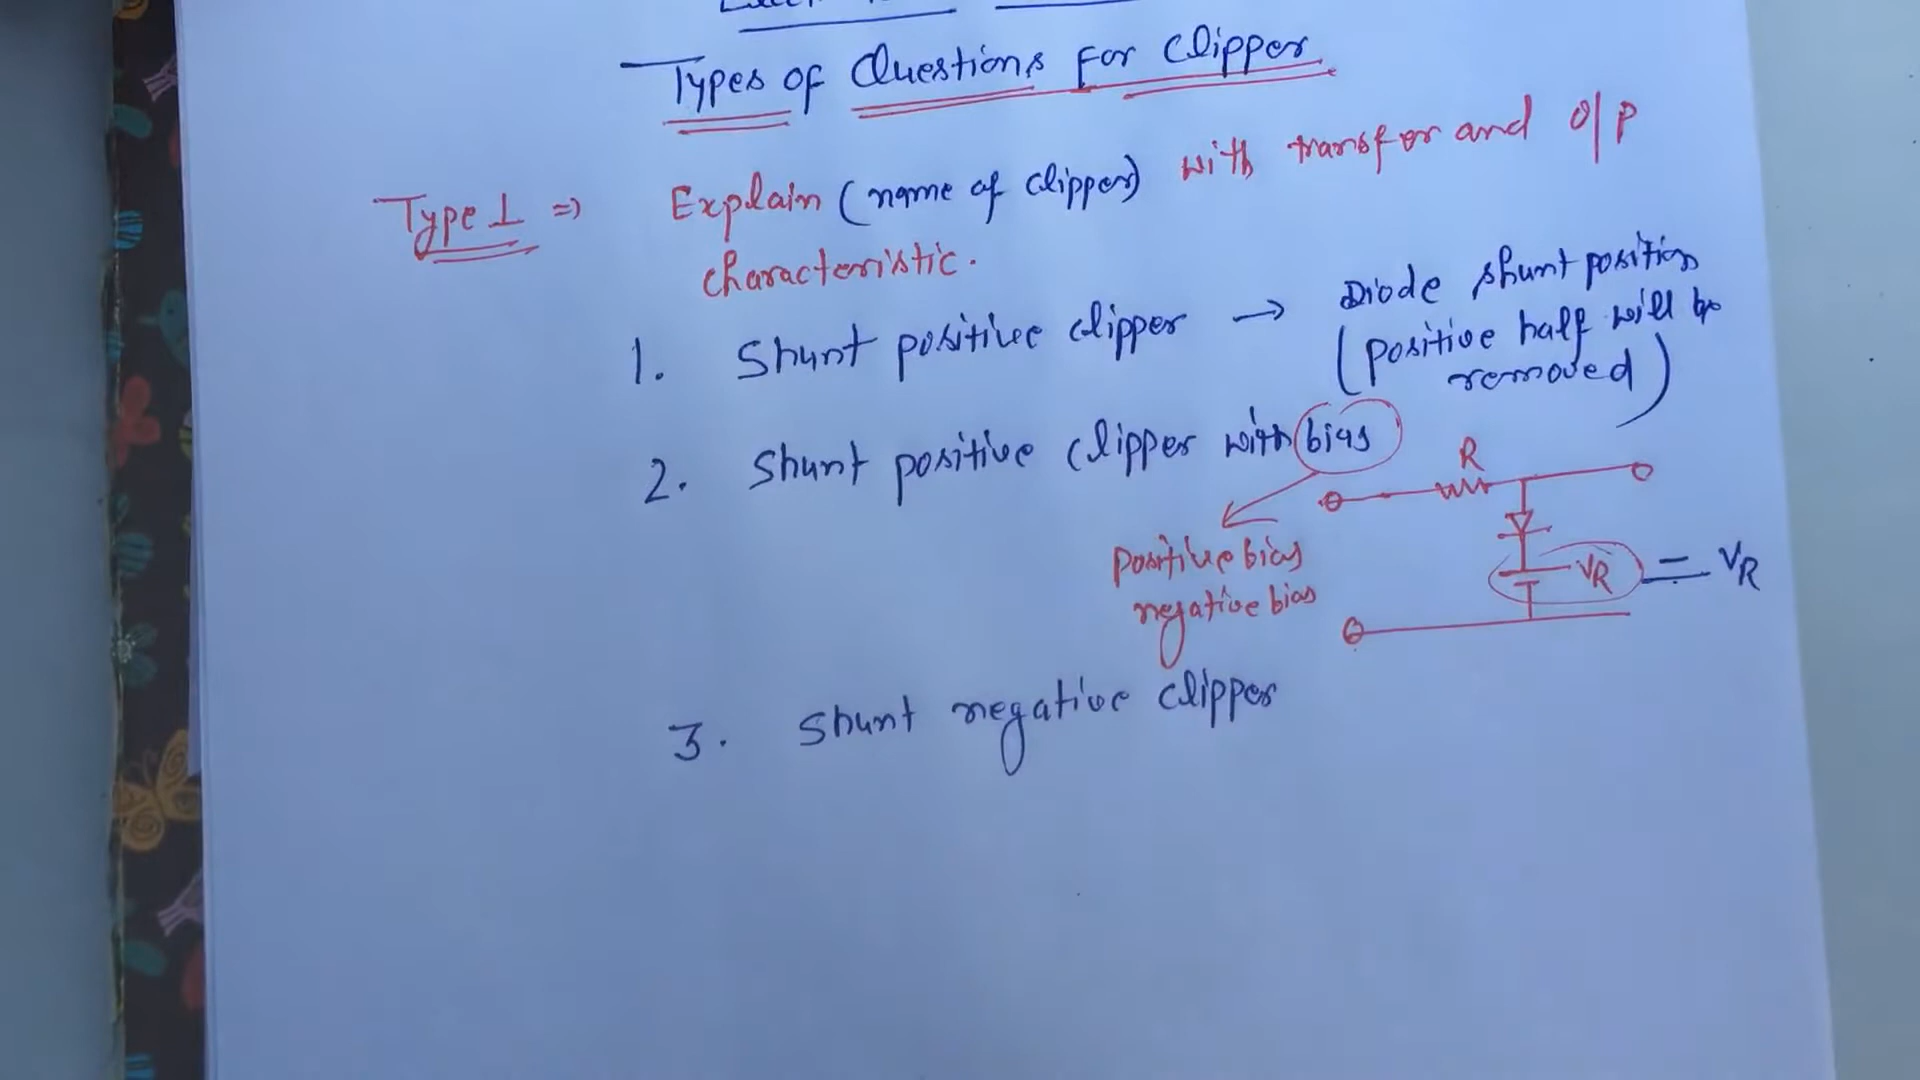 Types of Questions For Clipper
Type 1 => Explain (name of clipper) with transfer and O/P
characteristic.
1. Shunt positive clipper → Diode shunt position
(positive half will be
removed)
2. Shunt positive clipper with bias
R
positive bias
negative bias
VR = VR
3. Shunt negative clipper